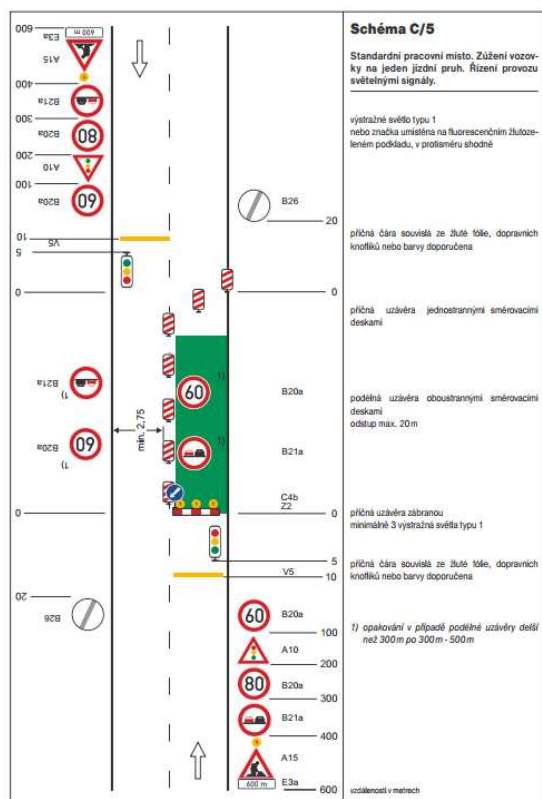 Schéma C/5
Standardní pracovní místo. Zúžení vozov-
ky na jeden jízdní pruh. Řízení provozu
světelnými signály.
výstražné světlo typu 1
nebo značka umístěna na fluorescenčním žlutoze-
leném podkladu, v protisměru shodně
příčná čára souvislá ze žluté fólie, dopravních
knoflíků nebo barvy doporučena
příčná uzávěra jednostrannými směrovacími
deskami
podélná uzávěra oboustrannými směrovacími
deskami
odstup max. 20 m
příčná uzávěra zábranou
minimálně 3 výstražná světla typu 1
příčná čára souvislá ze žluté fólie, dopravních
knoflíků nebo barvy doporučena
1) opakování v případě podélné uzávěry delší
než 300 m po 300 m - 500 m
vzdálenosti v metrech
600
E3a
600 m
A15
400
B21a
300
B20a
80
200
A10
100
B20a
60
10
V5
5
0
B21a
1)
B20a
60
1)
min. 2,75
0
20
B26
B26
20
0
60
1)
B20a
1)
B21a
C4b
Z2
0
5
V5
10
60
B20a
100
A10
200
80
B20a
300
B21a
400
A15
600 m
E3a
600